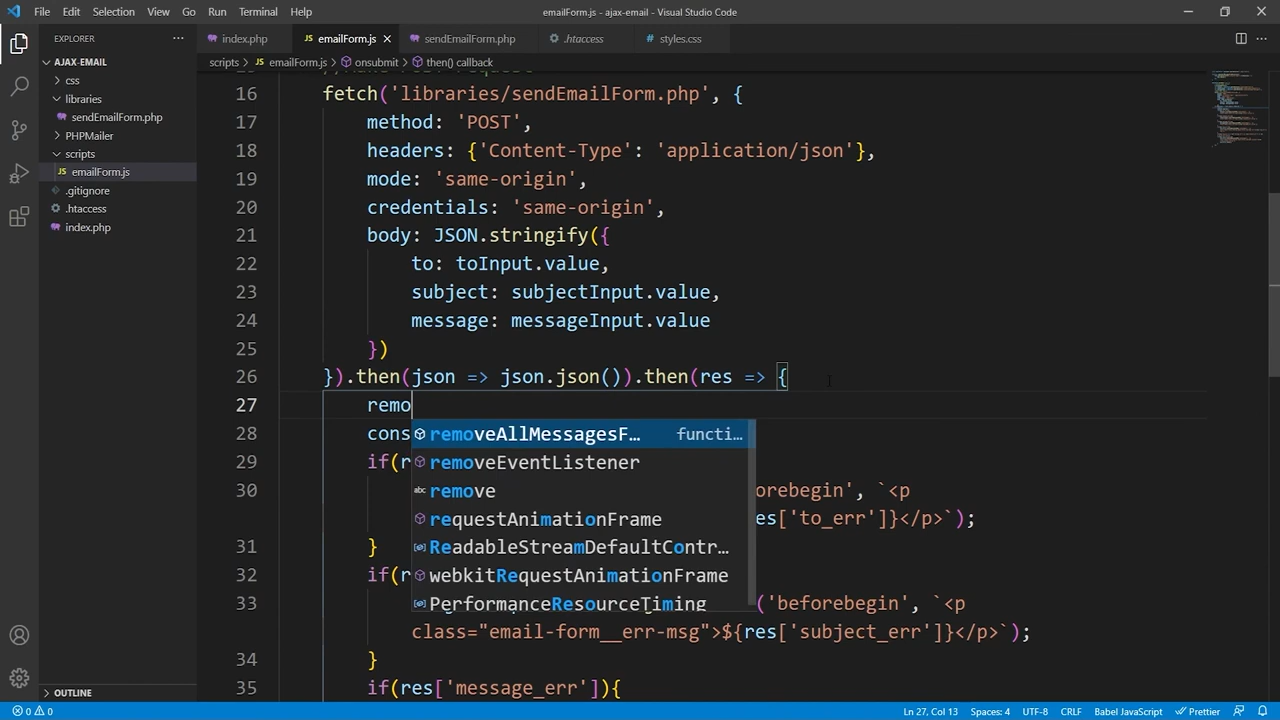 File Edit Selection View Go Run Terminal Help emailForm.js - ajax-email - Visual Studio Code
EXPLORER
index.php emailForm.js sendEmailForm.php .htaccess styles.css
AJAX-EMAIL
scripts > emailForm.js > onsubmit > then() callback
css
libraries
sendEmailForm.php
PHPMailer
scripts
emailForm.js
.gitignore
.htaccess
index.php
16 fetch('libraries/sendEmailForm.php', {
17 method: 'POST',
18 headers: {'Content-Type': 'application/json'},
19 mode: 'same-origin',
20 credentials: 'same-origin',
21 body: JSON.stringify({
22 to: toInput.value,
23 subject: subjectInput.value,
24 message: messageInput.value
25 })
26 }).then(json => json.json()).then(res => {
27 remo
28 cons
removeAllMessagesF… functi…
29 if(r
removeEventListener
30 orebegin', `<p
remove
es['to_err']}</p>`);
requestAnimationFrame
31 }
ReadableStreamDefaultContr…
32 if(r
webkitRequestAnimationFrame
33 ('beforebegin', `<p
PerformanceResourceTiming
class="email-form__err-msg">${res['subject_err']}</p>`);
34 }
35 if(res['message_err']){
OUTLINE
0 0 Ln 27, Col 13 Spaces: 4 UTF-8 CRLF Babel JavaScript Prettier